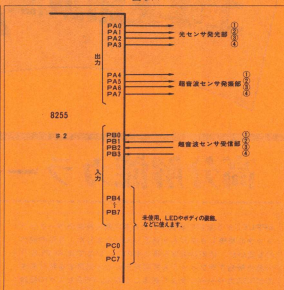 8255
♯2
出力
PA0
PA1
PA2
PA3
光センサ発光部
①
②
③
④
PA4
PA5
PA6
PA7
超音波センサ発振部
①
②
③
④
入力
PB0
PB1
PB2
PB3
超音波センサ受信部
①
②
③
④
PB4
〜
PB7
未使用,LEDやボディの装飾,
などに使えます.
PC0
〜
PC7